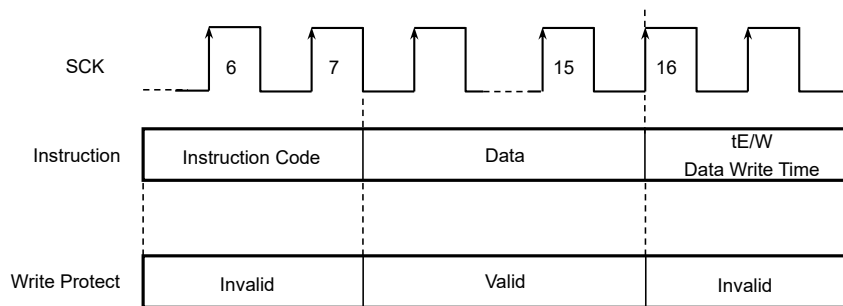 SCK
6
7
15
16
Instruction
Instruction Code
Data
tE/W
Data Write Time
Write Protect
Invalid
Valid
Invalid